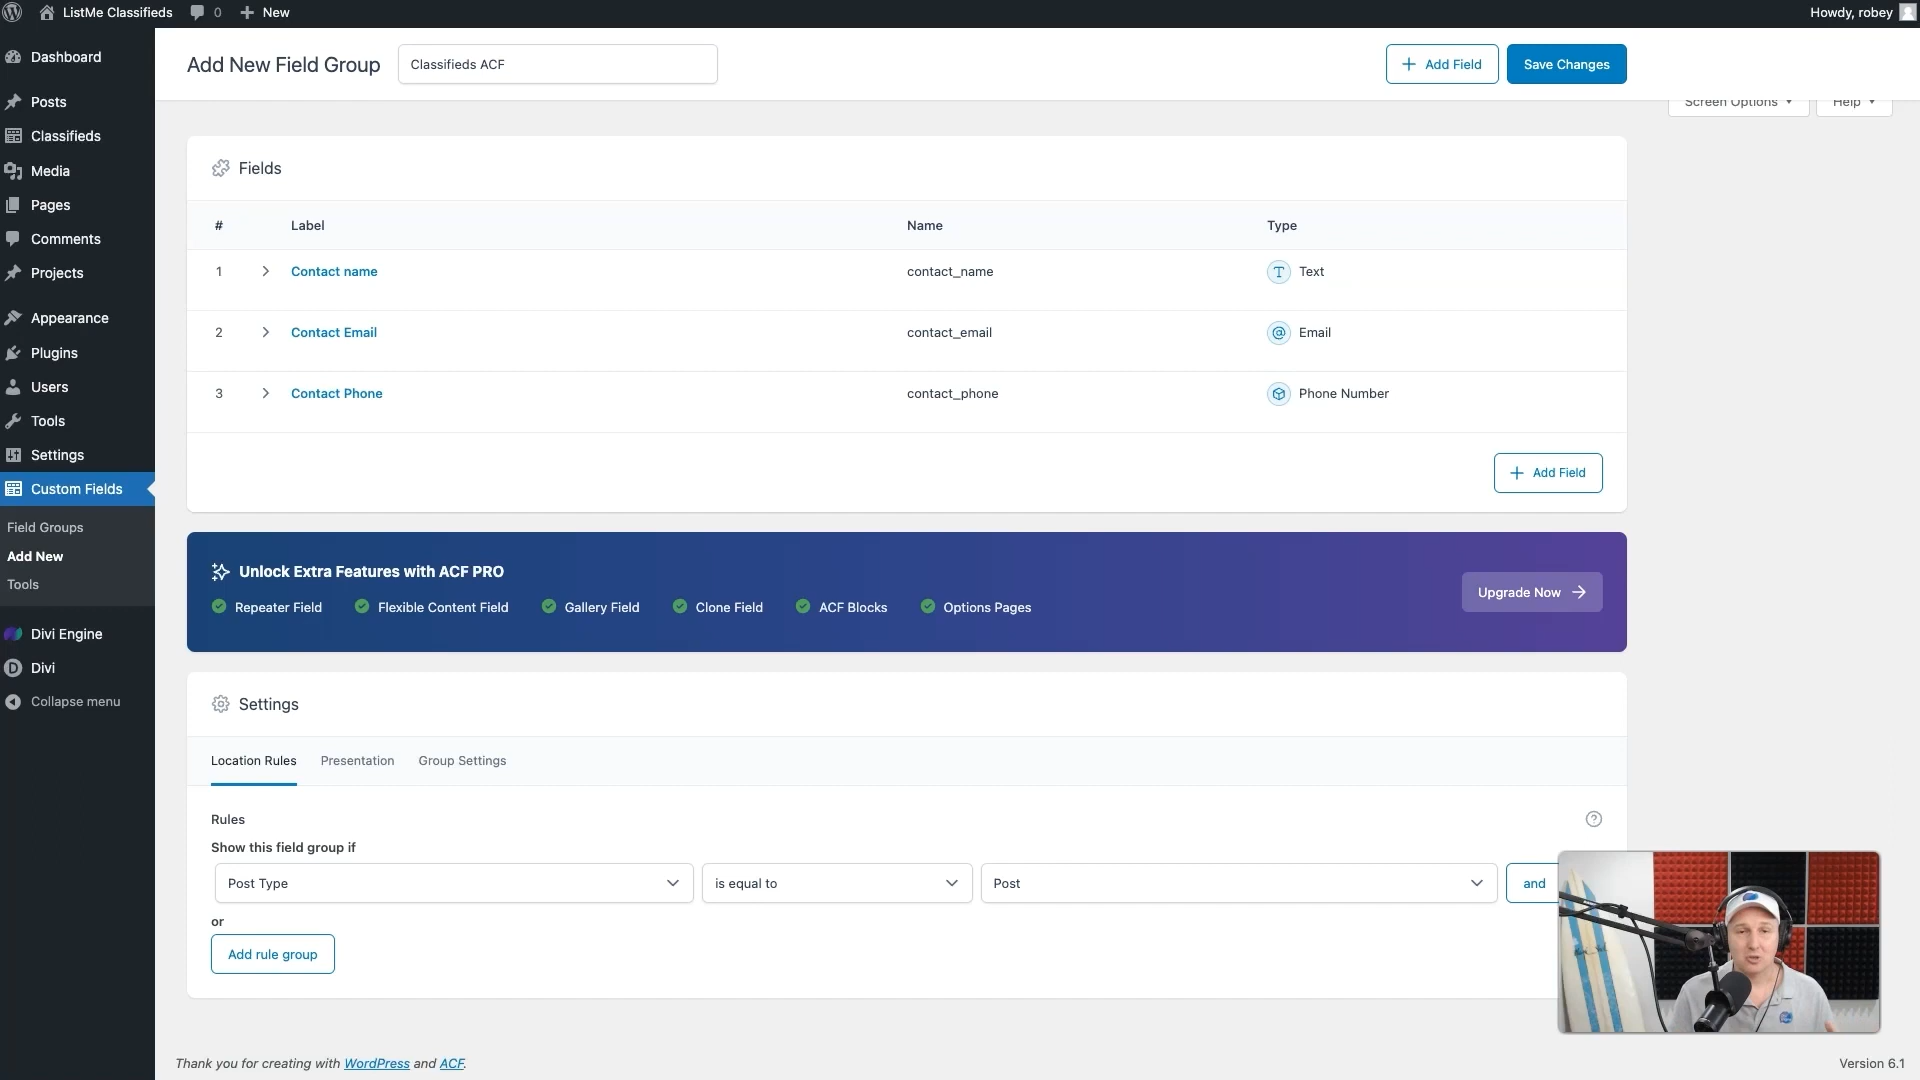 ListMe Classifieds 0 New Howdy, robey
Dashboard
Posts
Classifieds
Media
Pages
Comments
Projects
Appearance
Plugins
Users
Tools
Settings
Custom Fields
Field Groups
Add New
Tools
Divi Engine
Divi
Collapse menu
Add New Field Group Classifieds ACF Add Field Save Changes
Screen Options Help
Fields
# Label Name Type
1 Contact name contact_name Text
2 Contact Email contact_email Email
3 Contact Phone contact_phone Phone Number
Add Field
Unlock Extra Features with ACF PRO
Repeater Field Flexible Content Field Gallery Field Clone Field ACF Blocks Options Pages
Upgrade Now
Settings
Location Rules Presentation Group Settings
Rules
Show this field group if
Post Type is equal to Post and
or
Add rule group
Thank you for creating with WordPress and ACF.
Version 6.1